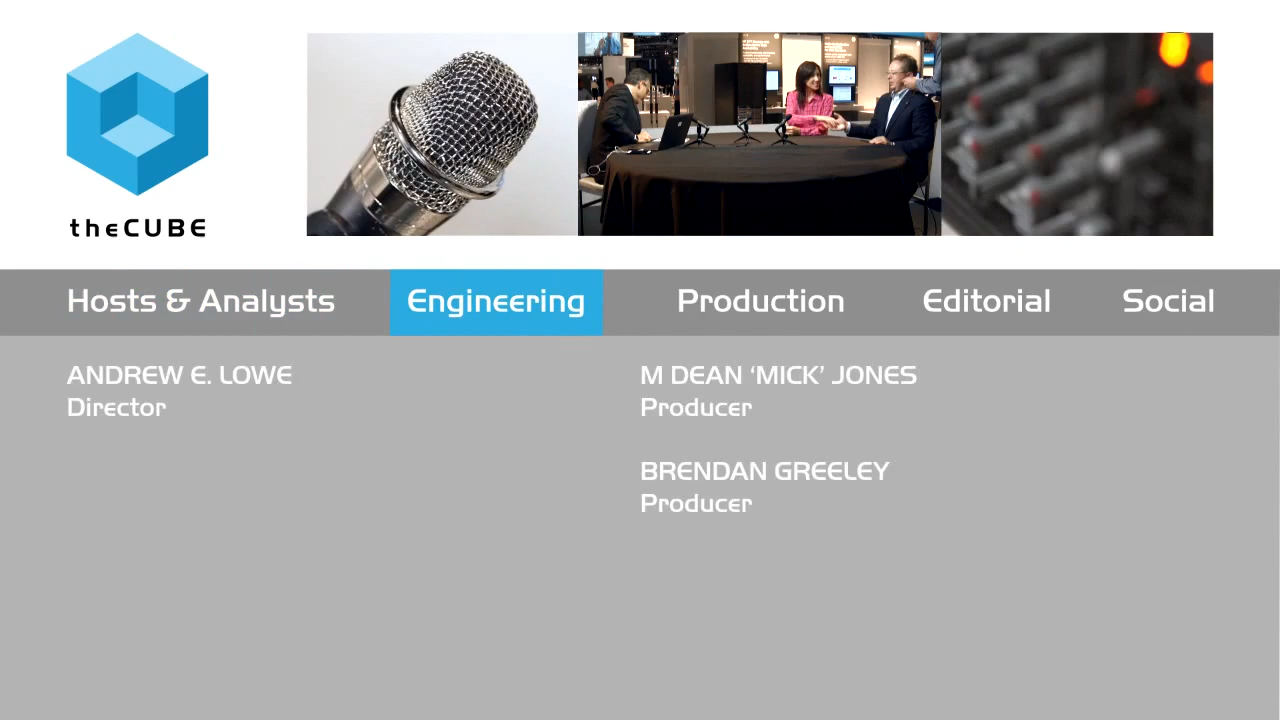 theCUBE
Hosts & Analysts
Engineering
Production
Editorial
Social
ANDREW E. LOWE
Director
M DEAN ‘MICK’ JONES
Producer
BRENDAN GREELEY
Producer